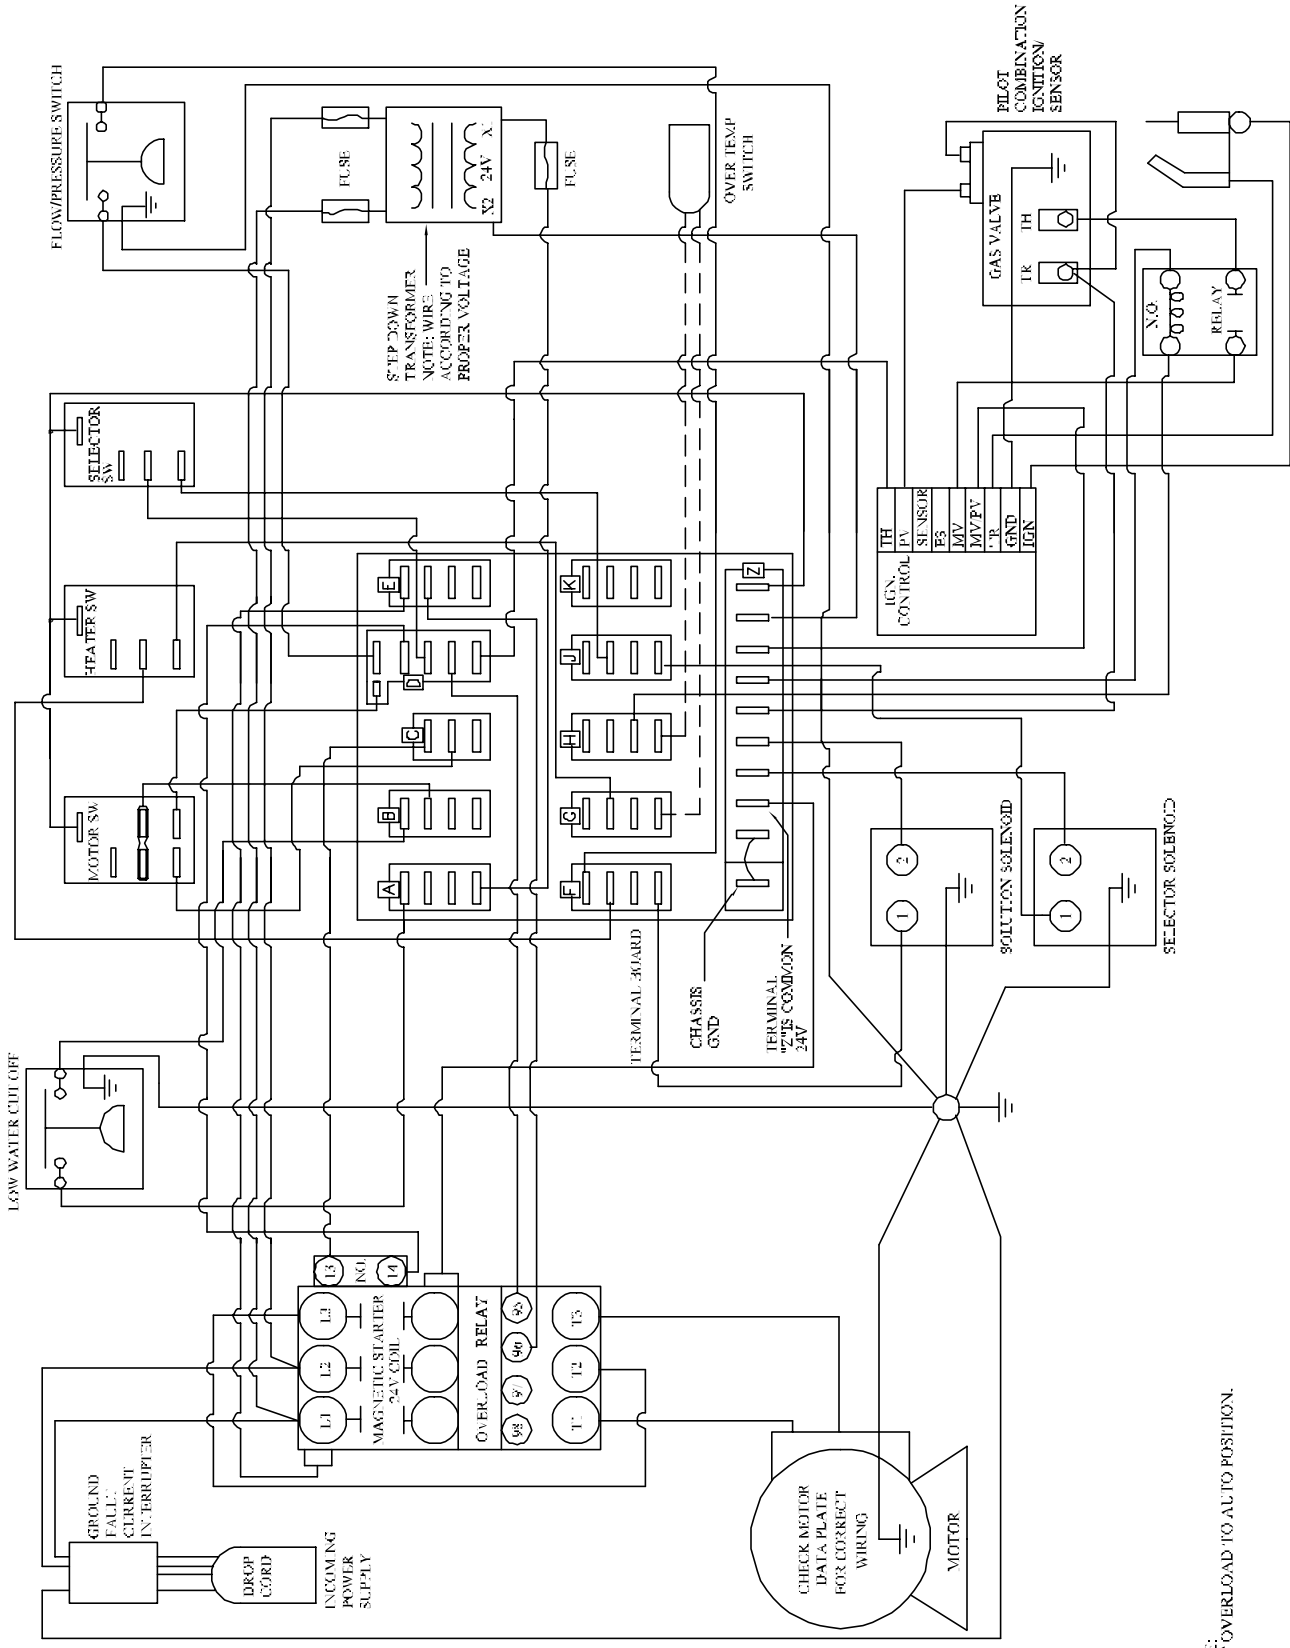 LOW WATER CUT OFF
FLOW/PRESSURE SWITCH
MOTOR SW
HEATER SW
SELECTOR
SW
GROUND
FAULT
CURRENT
INTERRUPTER
DROP
CORD
INCOMING
POWER
SUPPLY
L1
L2
L3
13
NO.
14
MAGNETIC STARTER
24V COIL
OVERLOAD RELAY
98
97
96
95
T1
T2
T3
CHECK MOTOR
DATA PLATE
FOR CORRECT
WIRING
MOTOR
A
B
C
D
E
F
G
H
J
K
Z
TERMINAL BOARD
CHASSIS
GND
TERMINAL
"Z" IS COMMON
24V
FUSE
X2
24V
X1
FUSE
STEP DOWN
TRANSFORMER
NOTE: WIRE
ACCORDING TO
PROPER VOLTAGE
OVER TEMP
SWITCH
IGN.
CONTROL
TH
PV
SENSOR
MV
MV/PV
TR
GND
IGN
GAS VALVE
TR
TH
PILOT
COMBINATION
IGNITION/
SENSOR
N.O.
RELAY
1
2
SOLUTION SOLENOID
1
2
SELECTOR SOLENOID
OVERLOAD TO AUTO POSITION.